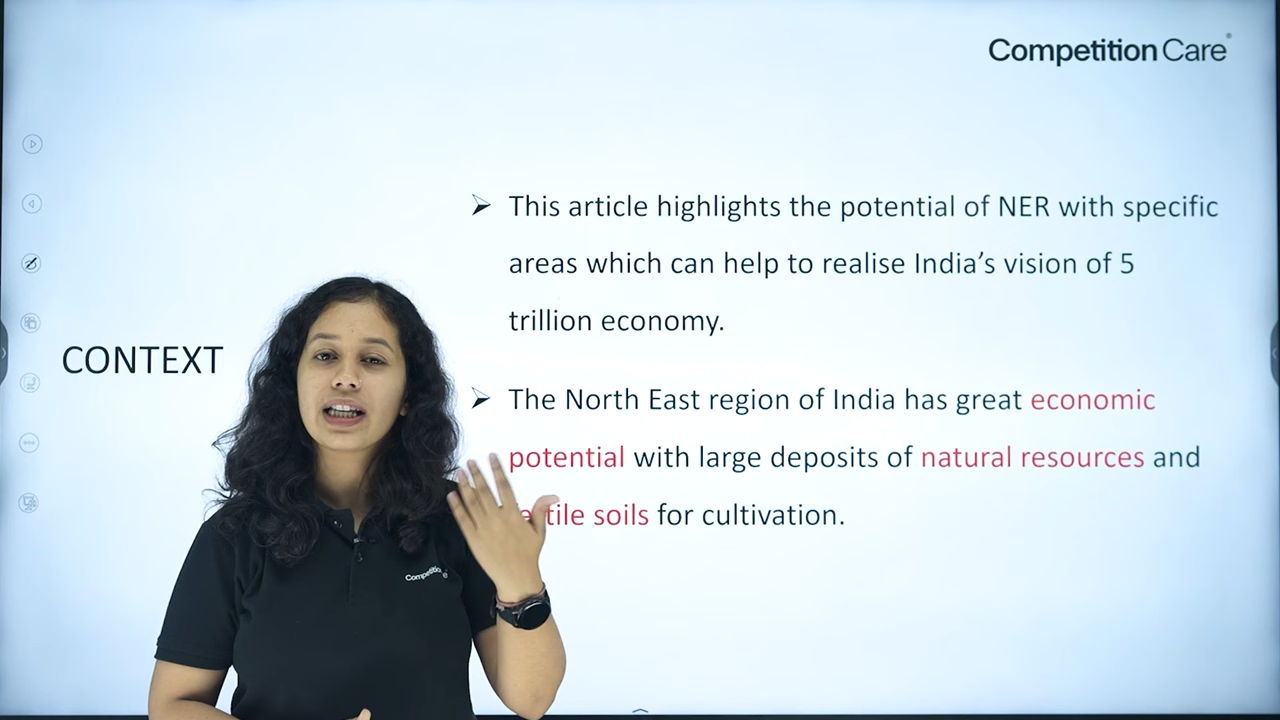 Competition Care
This article highlights the potential of NER with specific
areas which can help to realise India's vision of 5
trillion economy.
CONTEXT
The North East region of India has great economic
potential with large deposits of natural resources and
soils for cultivation.
Competitio